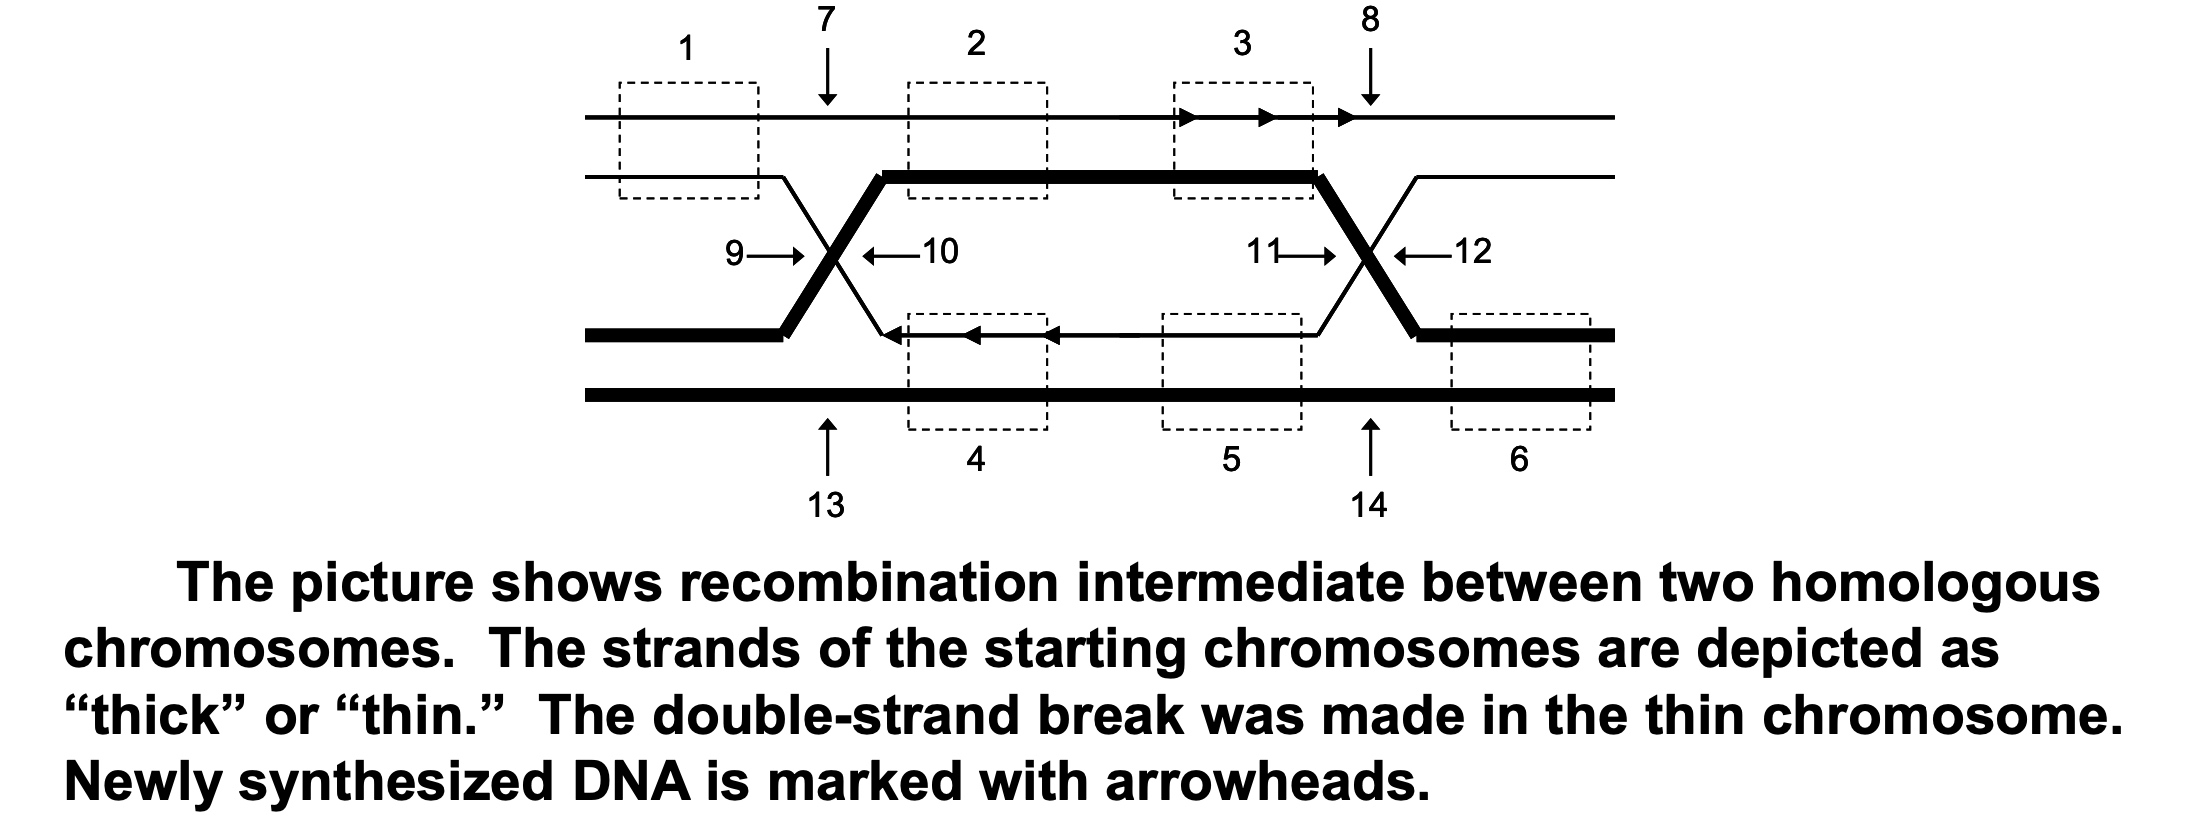 7 8
1 2 3
9 10 11 12
4 5 6
13 14
The picture shows recombination intermediate between two homologous
chromosomes. The strands of the starting chromosomes are depicted as
“thick” or “thin.” The double-strand break was made in the thin chromosome.
Newly synthesized DNA is marked with arrowheads.